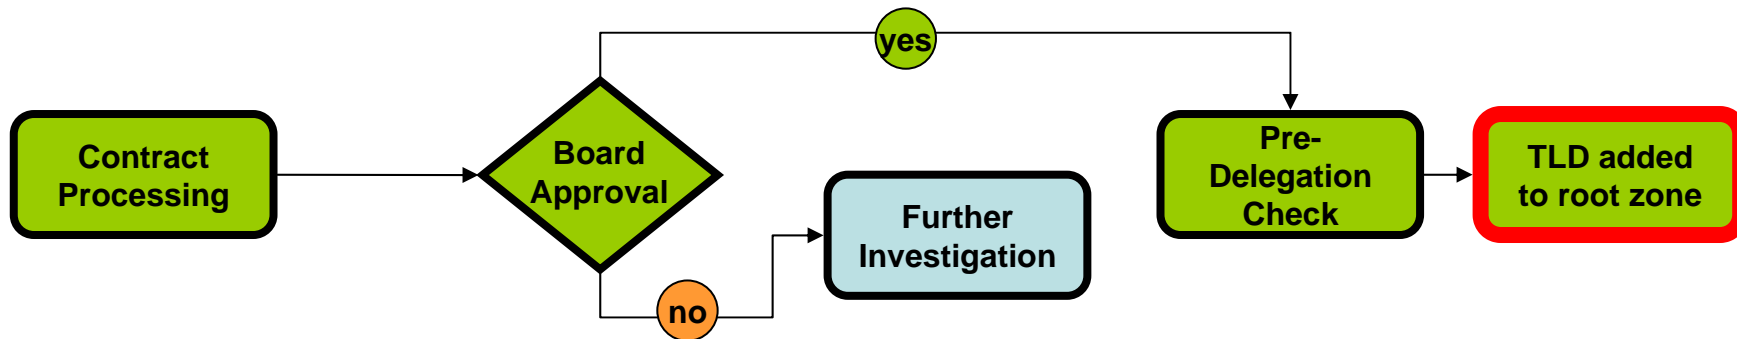 yes
Contract
Processing
Board
Approval
Pre-
Delegation
Check
TLD added
to root zone
Further
Investigation
no